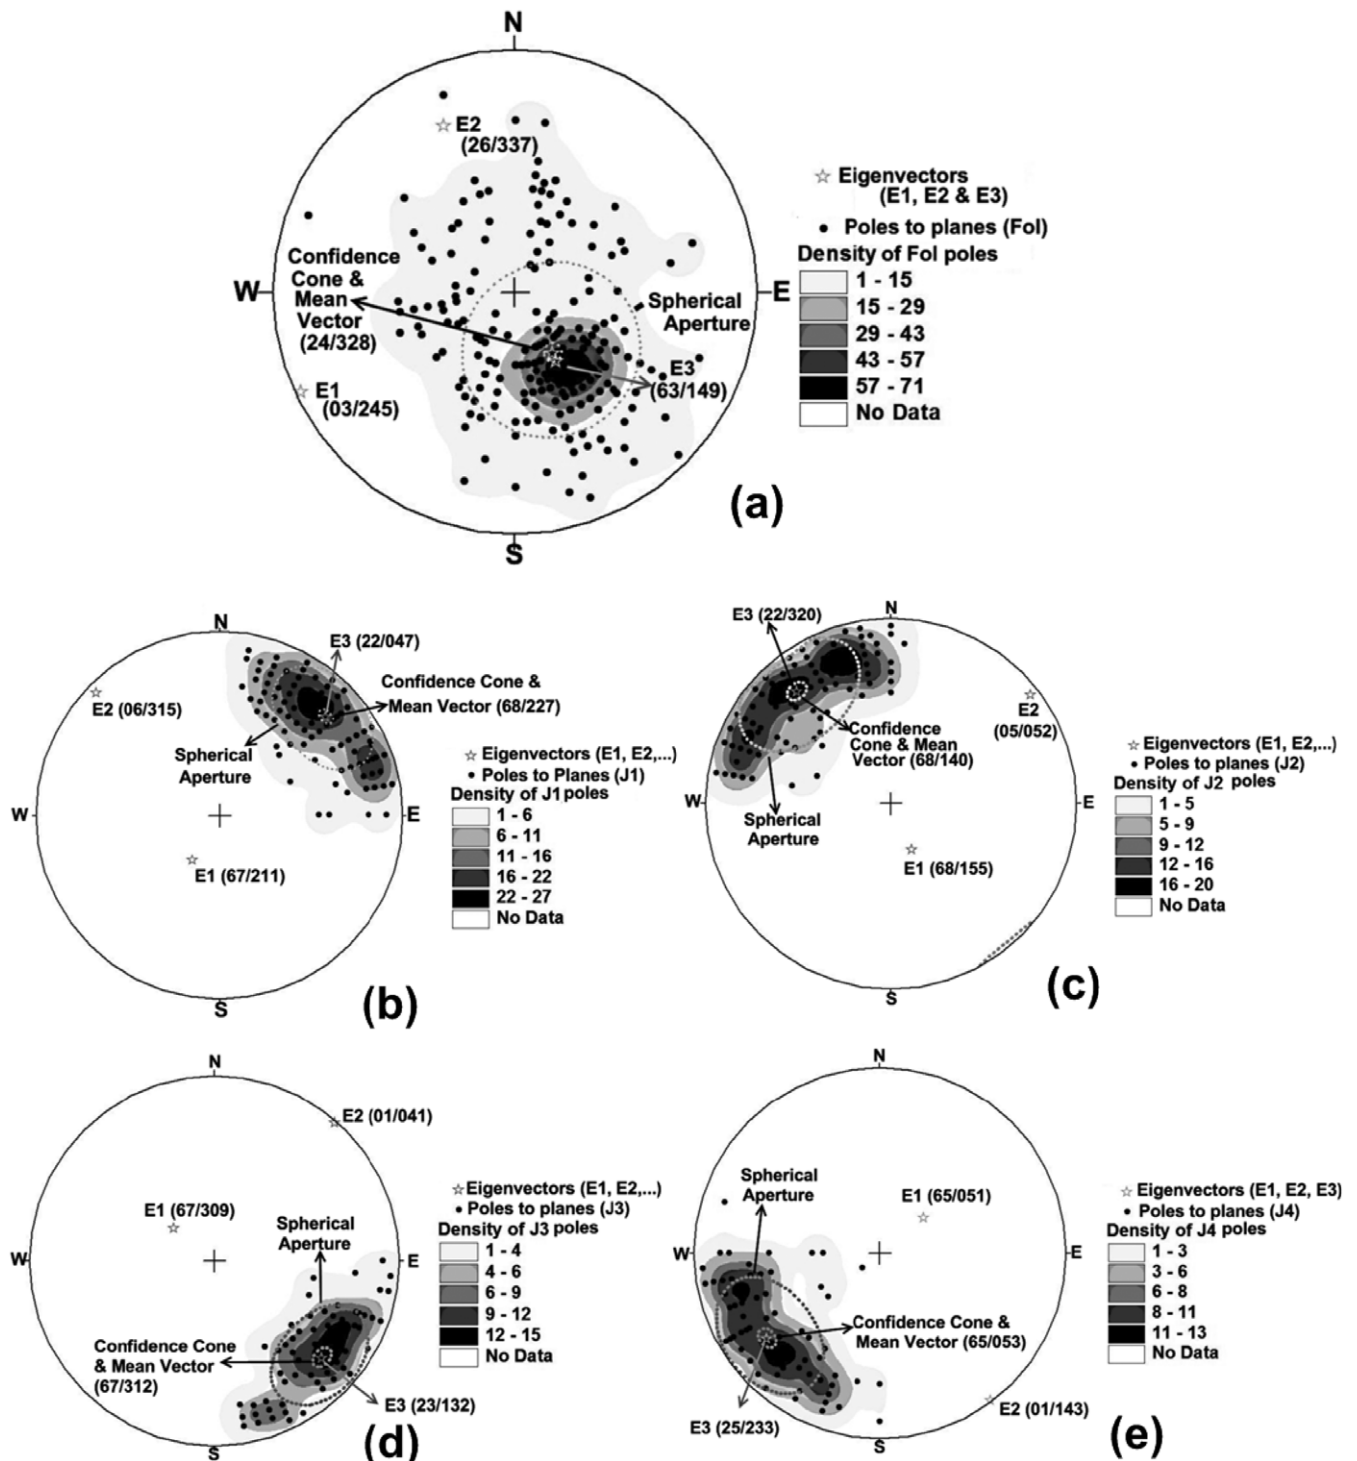 N
E2
(26/337)
Confidence
Cone &
Mean
Vector
(24/328)
W
E
Spherical
Aperture
E3
(63/149)
E1
(03/245)
S
Eigenvectors
(E1, E2 & E3)
Poles to planes (Fol)
Density of Fol poles
1 - 15
15 - 29
29 - 43
43 - 57
57 - 71
No Data
(a)
N
E3 (22/047)
Confidence Cone &
Mean Vector (68/227)
E2 (06/315)
Spherical
Aperture
W
E
E1 (67/211)
S
Eigenvectors (E1, E2,...)
Poles to Planes (J1)
Density of J1 poles
1 - 6
6 - 11
11 - 16
16 - 22
22 - 27
No Data
(b)
N
E3 (22/320)
E2
(05/052)
Confidence
Cone & Mean
Vector (68/140)
W
E
Spherical
Aperture
E1 (68/155)
S
Eigenvectors (E1, E2,...)
Poles to planes (J2)
Density of J2 poles
1 - 5
5 - 9
9 - 12
12 - 16
16 - 20
No Data
(c)
N
E2 (01/041)
E1 (67/309)
Spherical
Aperture
W
E
Confidence Cone
& Mean Vector
(67/312)
E3 (23/132)
S
Eigenvectors (E1, E2,...)
Poles to planes (J3)
Density of J3 poles
1 - 4
4 - 6
6 - 9
9 - 12
12 - 15
No Data
(d)
N
Spherical
Aperture
E1 (65/051)
W
E
Confidence Cone &
Mean Vector (65/053)
E3 (25/233)
E2 (01/143)
S
Eigenvectors (E1, E2, E3)
Poles to planes (J4)
Density of J4 poles
1 - 3
3 - 6
6 - 8
8 - 11
11 - 13
No Data
(e)